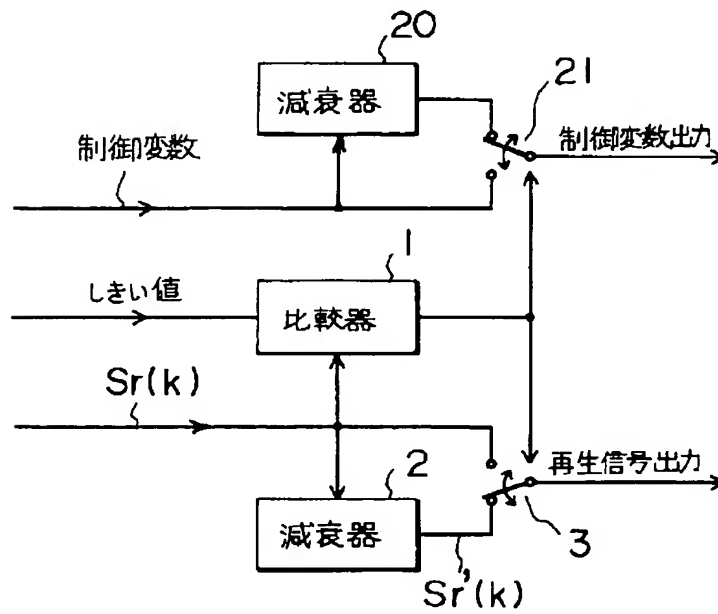 20
減衰器
21
制御変数
制御変数出力
1
しきい値
比較器
Sr(k)
再生信号出力
2
減衰器
3
Sr'(k)